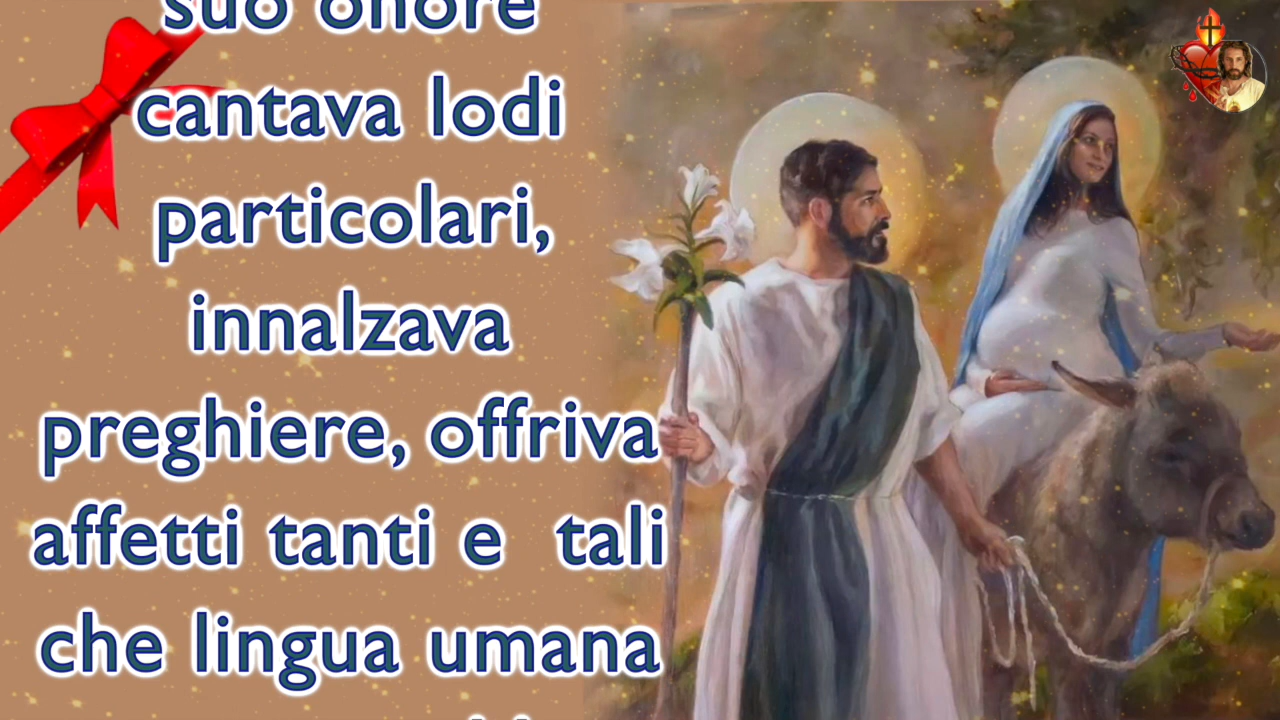 suo onore
cantava lodi
particolari,
innalzava
preghiere, offriva
affetti tanti e tali
che lingua umana